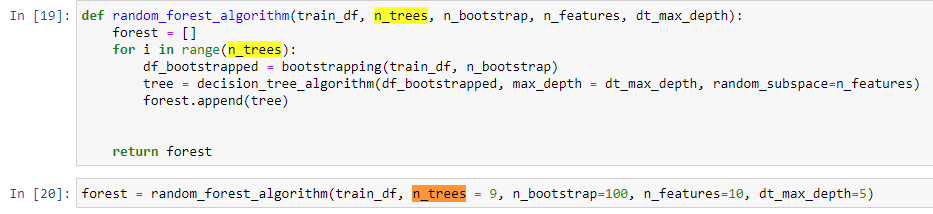 In [19]: def random_forest_algorithm(train_df, n_trees, n_bootstrap, n_features, dt_max_depth):
    forest = []
    for i in range(n_trees):
        df_bootstrapped = bootstrapping(train_df, n_bootstrap)
        tree = decision_tree_algorithm(df_bootstrapped, max_depth = dt_max_depth, random_subspace=n_features)
        forest.append(tree)
    return forest
In [20]: forest = random_forest_algorithm(train_df, n_trees = 9, n_bootstrap=100, n_features=10, dt_max_depth=5)